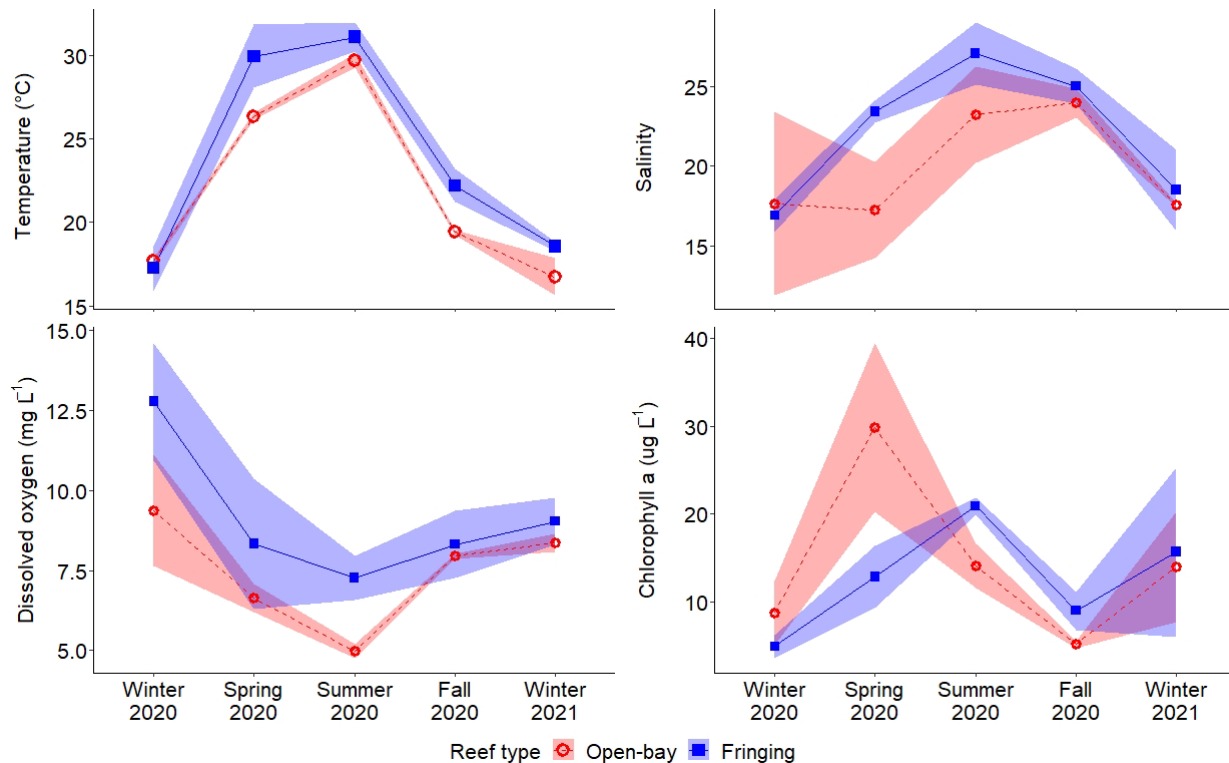 Temperature (°C)
30
25
20
15
Salinity
25
20
15
Dissolved oxygen (mg L⁻¹)
15.0
12.5
10.0
7.5
5.0
Chlorophyll a (ug L⁻¹)
40
30
20
10
Winter Spring Summer Fall Winter
2020 2020 2020 2020 2021
Winter Spring Summer Fall Winter
2020 2020 2020 2020 2021
Reef type Open-bay Fringing